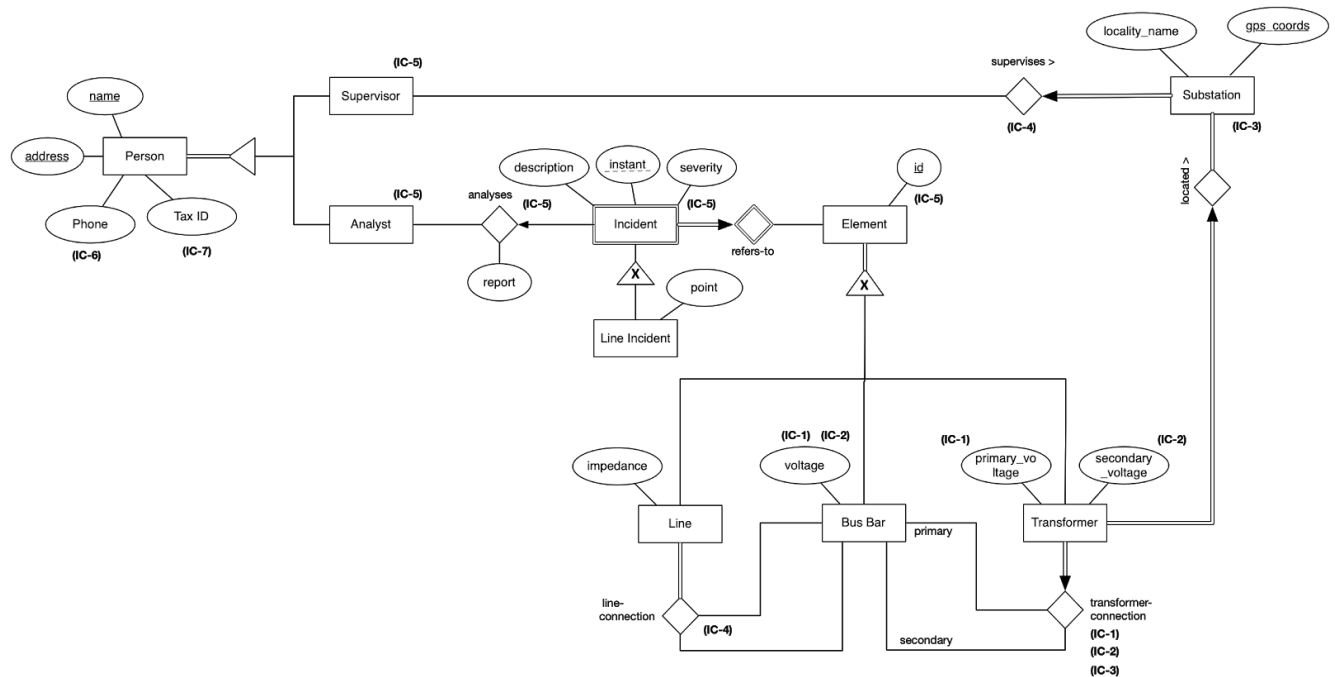 locality_name
gps_coords
(IC-5)
supervises >
name
Supervisor
Substation
(IC-4)
(IC-3)
address
Person
description
instant
severity
id
located >
Phone
Tax ID
(IC-5)
analyses
(IC-5)
(IC-5)
(IC-5)
Analyst
Incident
Element
(IC-6)
(IC-7)
refers-to
report
X
X
point
Line Incident
(IC-1)
(IC-2)
(IC-1)
(IC-2)
impedance
voltage
primary_vo
ltage
secondary
_voltage
Line
Bus Bar
Transformer
primary
line-
connection
(IC-4)
transformer-
connection
(IC-1)
(IC-2)
(IC-3)
secondary